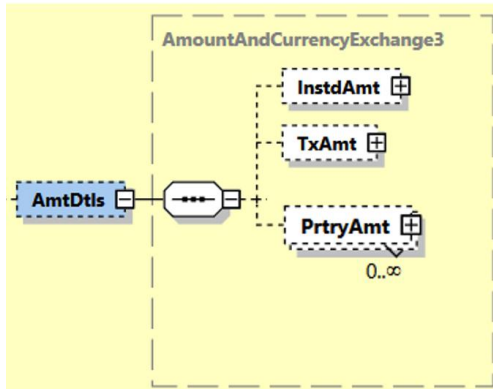 AmountAndCurrencyExchange3
InstdAmt
TxAmt
AmtDtls
PrtryAmt
0..∞